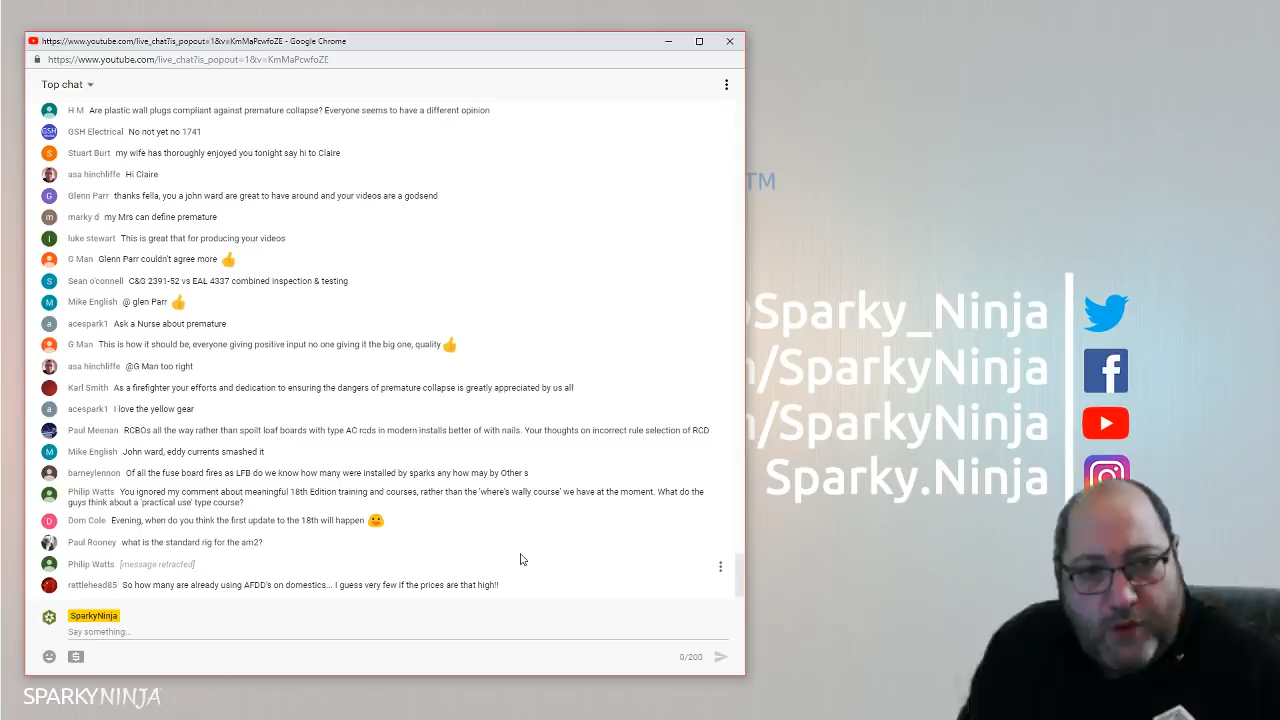 https://www.youtube.com/live_chat?is_popout=1&v=KmMaPcwfoZE - Google Chrome
https://www.youtube.com/live_chat?is_popout=1&v=KmMaPcwfoZE
Top chat
H M Are plastic wall plugs compliant against premature collapse? Everyone seems to have a different opinion
GSH Electrical No not yet no 1741
Stuart Burt my wife has thoroughly enjoyed you tonight say hi to Claire
asa hinchliffe Hi Claire
Glenn Parr thanks fella, you a john ward are great to have around and your videos are a godsend
marky d my Mrs can define premature
luke stewart This is great that for producing your videos
G Man Glenn Parr couldn't agree more 👍
Sean o'connell C&G 2391-52 vs EAL 4337 combined inspection & testing
Mike English @ glen Parr 👍
acespark1 Ask a Nurse about premature
G Man This is how it should be, everyone giving positive input no one giving it the big one, quality 👍
asa hinchliffe @G Man too right
Karl Smith As a firefighter your efforts and dedication to ensuring the dangers of premature collapse is greatly appreciated by us all
acespark1 I love the yellow gear
Paul Meenan RCBOs all the way rather than spoilt loaf boards with type AC rcds in modern installs better of with nails. Your thoughts on incorrect rule selection of RCD
Mike English John ward, eddy currents smashed it
barneylennon Of all the fuse board fires as LFB do we know how many were installed by sparks any how may by Other s
Philip Watts You ignored my comment about meaningful 18th Edition training and courses, rather than the 'where's wally course' we have at the moment. What do the
guys think about a 'practical use' type course?
Dom Cole Evening, when do you think the first update to the 18th will happen
Paul Rooney what is the standard rig for the am2?
Philip Watts [message retracted]
rattlehead85 So how many are already using AFDD's on domestics... I guess very few if the prices are that high!!
SparkyNinja
Say something...
0/200
TM
@Sparky_Ninja
m/SparkyNinja
m/SparkyNinja
Sparky.Ninja
SPARKYNINJA